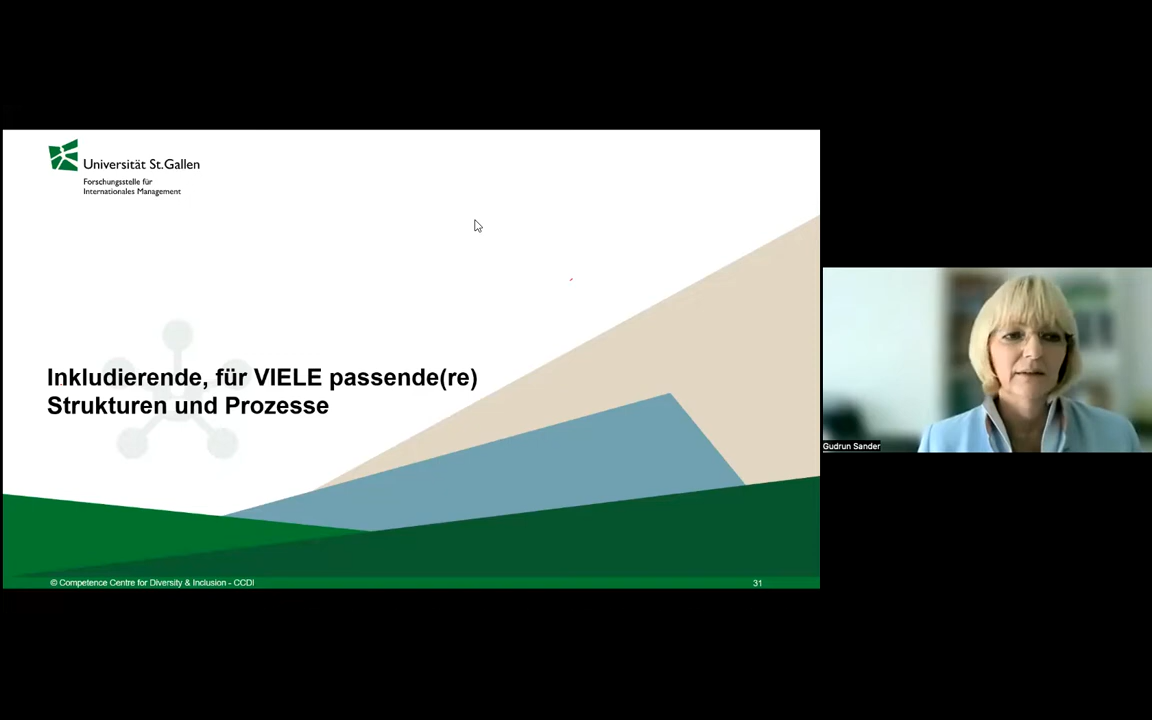 Universität St.Gallen
Forschungsstelle für
Internationales Management
Inkludierende, für VIELE passende(re)
Strukturen und Prozesse
© Competence Centre for Diversity & Inclusion - CCDI
31
Gudrun Sander